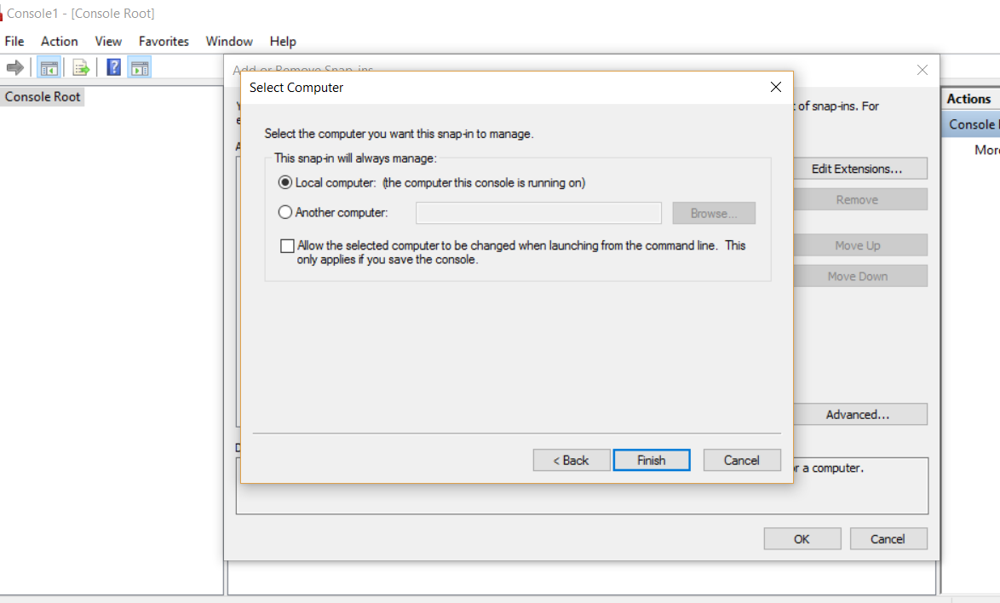 Console1 - [Console Root]
File Action View Favorites Window Help
Add or Remove Snap-ins
Console Root
Select Computer
of snap-ins. For
Select the computer you want this snap-in to manage.
This snap-in will always manage:
Local computer: (the computer this console is running on)
Another computer:
Browse...
Allow the selected computer to be changed when launching from the command line. This
only applies if you save the console.
< Back
Finish
Cancel
Edit Extensions...
Remove
Move Up
Move Down
Advanced...
a computer.
OK
Cancel
Actions
Console